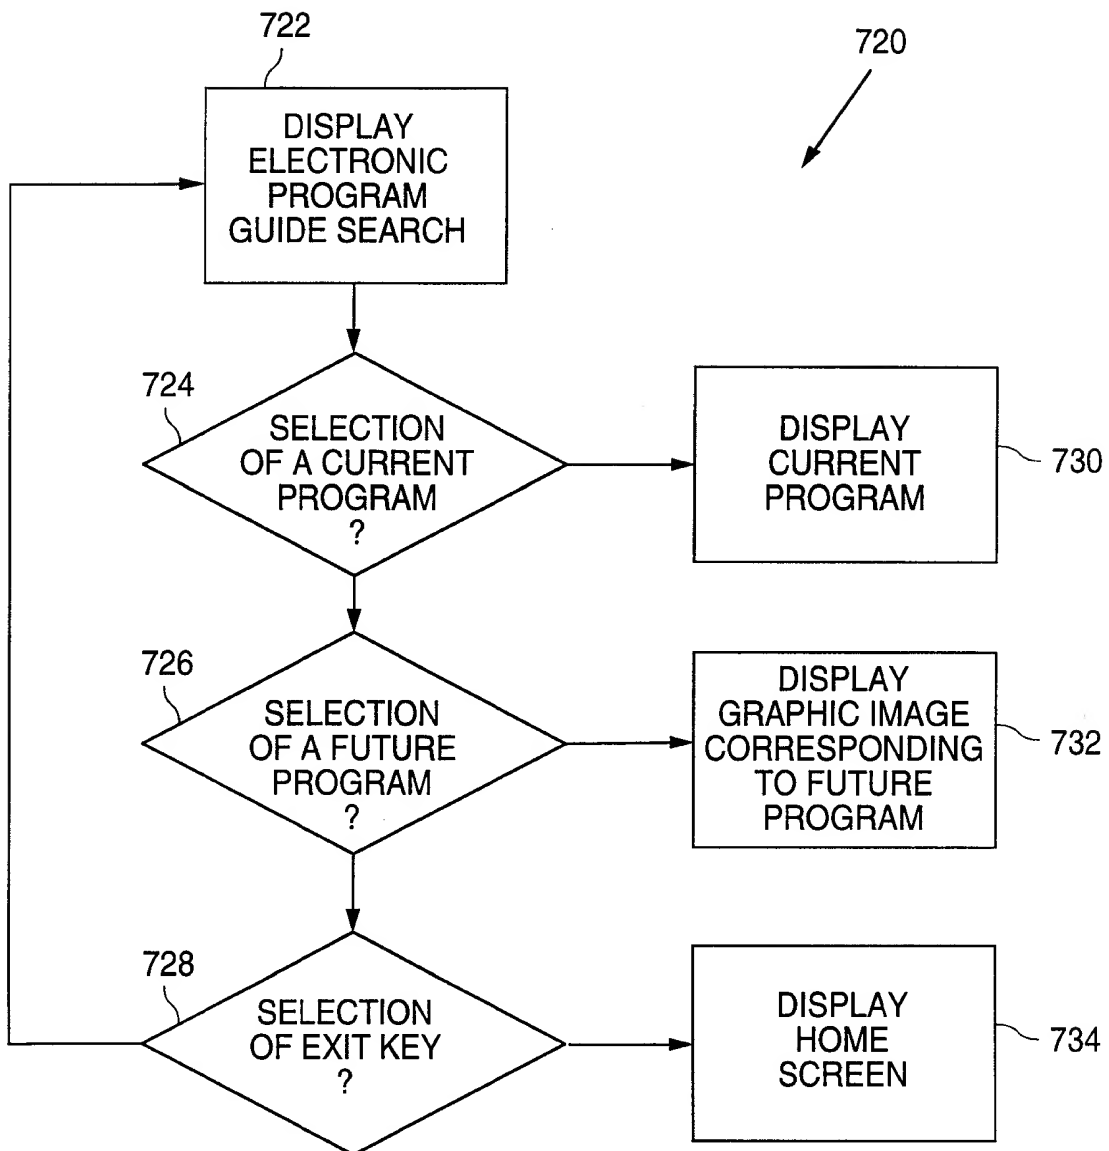 722
720
DISPLAY
ELECTRONIC
PROGRAM
GUIDE SEARCH
724
SELECTION
OF A CURRENT
PROGRAM
?
DISPLAY
CURRENT
PROGRAM
730
726
SELECTION
OF A FUTURE
PROGRAM
?
DISPLAY
GRAPHIC IMAGE
CORRESPONDING
TO FUTURE
PROGRAM
732
728
SELECTION
OF EXIT KEY
?
DISPLAY
HOME
SCREEN
734